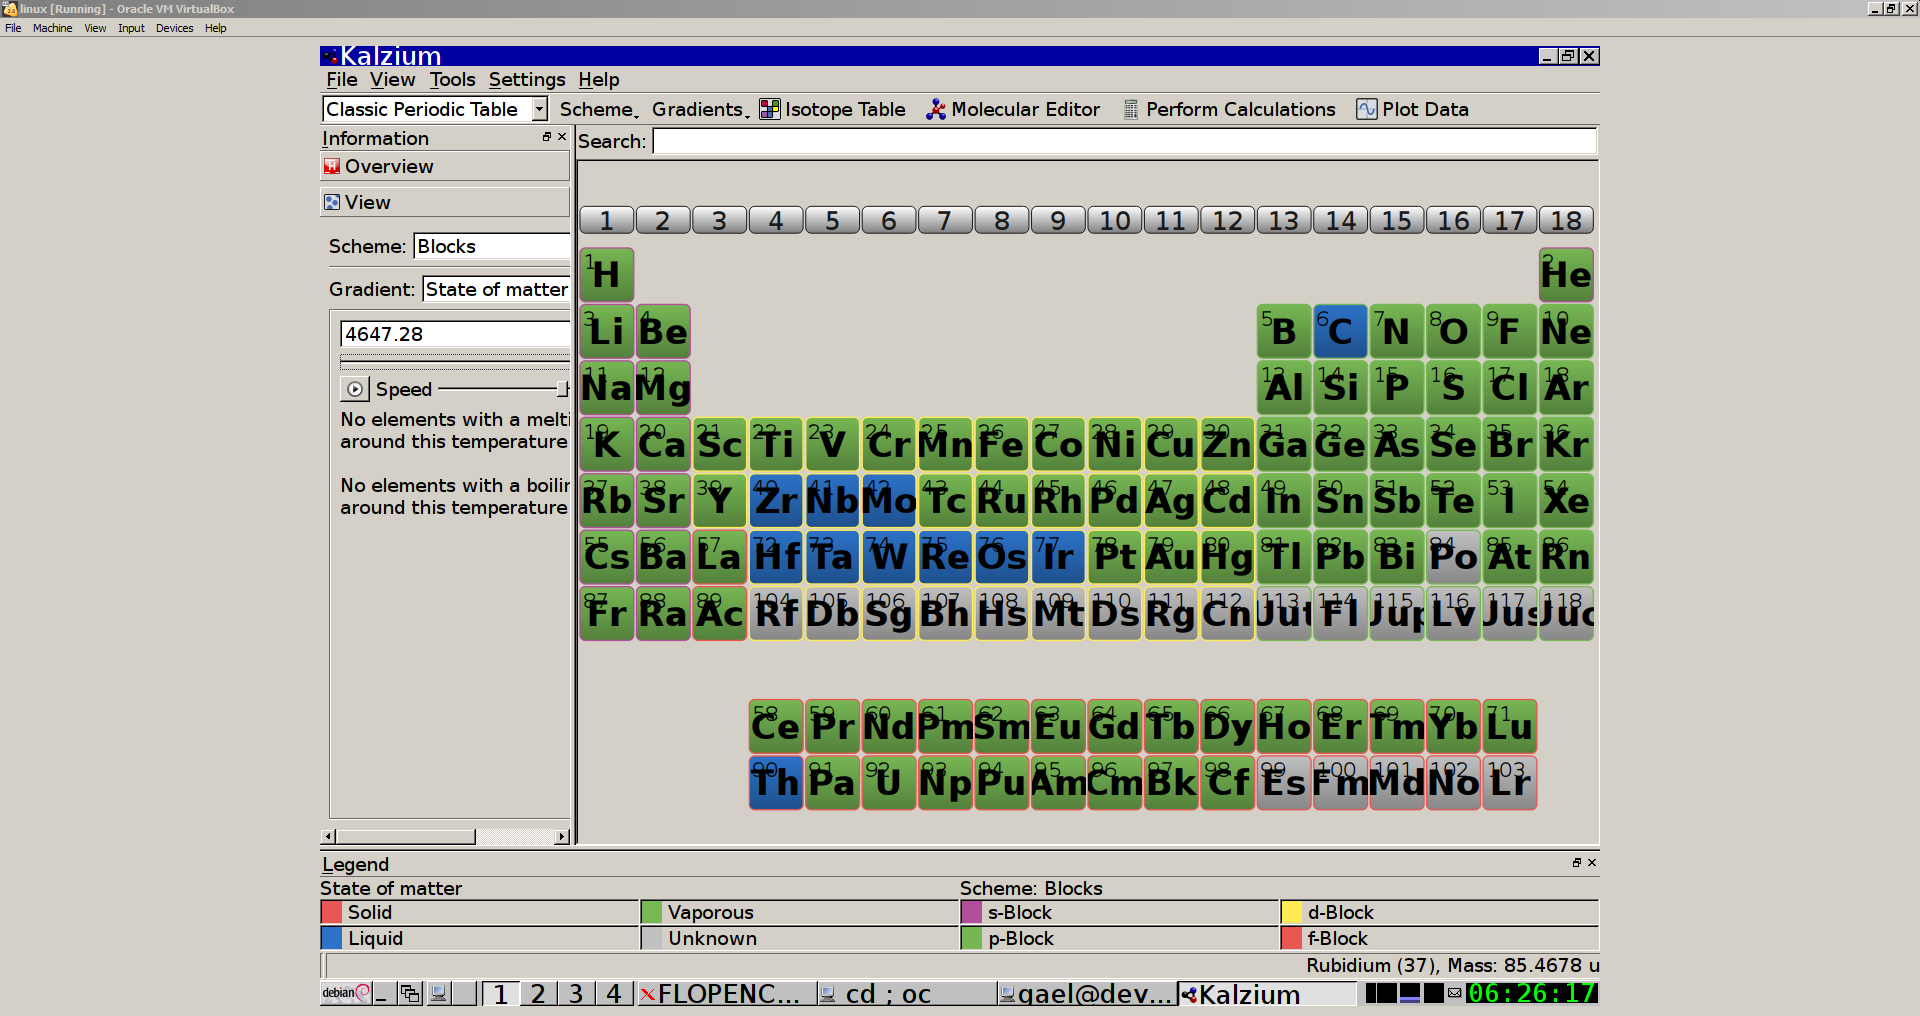 linux [Running] - Oracle VM VirtualBox
File Machine View Input Devices Help
Kalzium
File View Tools Settings Help
Classic Periodic Table Scheme Gradients Isotope Table Molecular Editor Perform Calculations Plot Data
Information
Search:
Overview
View
Scheme: Blocks
Gradient: State of matter
4647.28
Speed
No elements with a melti
around this temperature
No elements with a boilin
around this temperature
1 2 3 4 5 6 7 8 9 10 11 12 13 14 15 16 17 18
1 H 2 He
3 Li 4 Be 5 B 6 C 7 N 8 O 9 F 10 Ne
11 Na 12 Mg 13 Al 14 Si 15 P 16 S 17 Cl 18 Ar
19 K 20 Ca 21 Sc 22 Ti 23 V 24 Cr 25 Mn 26 Fe 27 Co 28 Ni 29 Cu 30 Zn 31 Ga 32 Ge 33 As 34 Se 35 Br 36 Kr
37 Rb 38 Sr 39 Y 40 Zr 41 Nb 42 Mo 43 Tc 44 Ru 45 Rh 46 Pd 47 Ag 48 Cd 49 In 50 Sn 51 Sb 52 Te 53 I 54 Xe
55 Cs 56 Ba 57 La 72 Hf 73 Ta 74 W 75 Re 76 Os 77 Ir 78 Pt 79 Au 80 Hg 81 Tl 82 Pb 83 Bi 84 Po 85 At 86 Rn
87 Fr 88 Ra 89 Ac 104 Rf 105 Db 106 Sg 107 Bh 108 Hs 109 Mt 110 Ds 111 Rg 112 Cn 113 Uut 114 Fl 115 Uup 116 Lv 117 Uus 118 Uuo
58 Ce 59 Pr 60 Nd 61 Pm 62 Sm 63 Eu 64 Gd 65 Tb 66 Dy 67 Ho 68 Er 69 Tm 70 Yb 71 Lu
90 Th 91 Pa 92 U 93 Np 94 Pu 95 Am 96 Cm 97 Bk 98 Cf 99 Es 100 Fm 101 Md 102 No 103 Lr
Legend
State of matter Scheme: Blocks
Solid Vaporous s-Block d-Block
Liquid Unknown p-Block f-Block
Rubidium (37), Mass: 85.4678 u
debian 1 2 3 4 FLOPENC... cd ; oc gael@dev... Kalzium 06:26:17